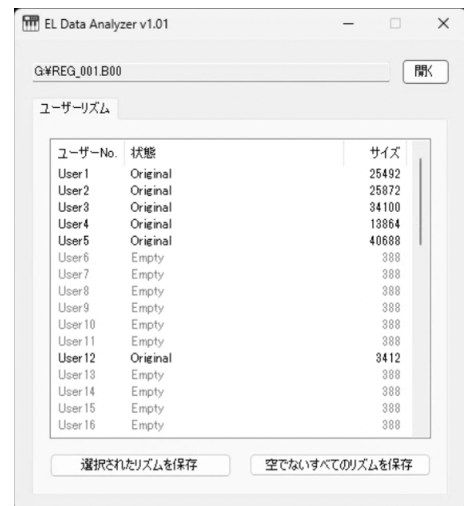 EL Data Analyzer v1.01
G:¥REG_001.B00 開く
ユーザーリズム
ユーザーNo. 状態 サイズ
User1 Original 25492
User2 Original 25872
User3 Original 34100
User4 Original 13864
User5 Original 40688
User6 Empty 388
User7 Empty 388
User8 Empty 388
User9 Empty 388
User10 Empty 388
User11 Empty 388
User12 Original 3412
User13 Empty 388
User14 Empty 388
User15 Empty 388
User16 Empty 388
選択されたリズムを保存 空でないすべてのリズムを保存